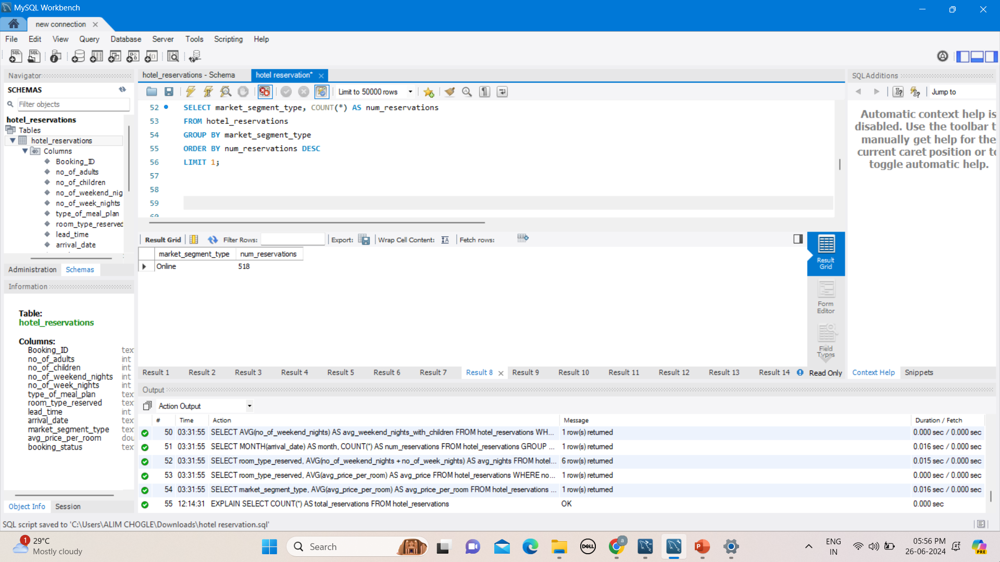 MySQL Workbench
new connection
File Edit View Query Database Server Tools Scripting Help
Navigator
SCHEMAS
Filter objects
hotel_reservations
Tables
hotel_reservations
Columns
Booking_ID
no_of_adults
no_of_children
no_of_weekend_nig
no_of_week_nights
type_of_meal_plan
room_type_reserved
lead_time
arrival_date
Administration Schemas
Information
Table:
hotel_reservations
Columns:
Booking_ID tex
no_of_adults int
no_of_children int
no_of_weekend_nights int
no_of_week_nights int
type_of_meal_plan tex
room_type_reserved tex
lead_time int
arrival_date tex
market_segment_type tex
avg_price_per_room dou
booking_status tex
Object Info Session
hotel_reservations - Schema hotel reservation*
Limit to 50000 rows
52 SELECT market_segment_type, COUNT(*) AS num_reservations
53 FROM hotel_reservations
54 GROUP BY market_segment_type
55 ORDER BY num_reservations DESC
56 LIMIT 1;
57
58
59
60
Result Grid Filter Rows: Export: Wrap Cell Content: Fetch rows:
market_segment_type num_reservations
Online 518
Result Grid
Form Editor
Field Types
Result 1 Result 2 Result 3 Result 4 Result 5 Result 6 Result 7 Result 8 Result 9 Result 10 Result 11 Result 12 Result 13 Result 14 Read Only
SQLAdditions
Jump to
Automatic context help is
disabled. Use the toolbar t
manually get help for the
current caret position or to
toggle automatic help.
Context Help Snippets
Output
Action Output
# Time Action Message Duration / Fetch
50 03:31:55 SELECT AVG(no_of_weekend_nights) AS avg_weekend_nights_with_children FROM hotel_reservations WH... 1 row(s) returned 0.000 sec / 0.000 sec
51 03:31:55 SELECT MONTH(arrival_date) AS month, COUNT(*) AS num_reservations FROM hotel_reservations GROUP ... 1 row(s) returned 0.016 sec / 0.000 sec
52 03:31:55 SELECT room_type_reserved, AVG(no_of_weekend_nights + no_of_week_nights) AS avg_nights FROM hotel... 6 row(s) returned 0.015 sec / 0.000 sec
53 03:31:55 SELECT room_type_reserved, AVG(avg_price_per_room) AS avg_price FROM hotel_reservations WHERE no... 1 row(s) returned 0.000 sec / 0.000 sec
54 03:31:55 SELECT market_segment_type, AVG(avg_price_per_room) AS avg_price_per_room FROM hotel_reservations ... 1 row(s) returned 0.016 sec / 0.000 sec
55 12:14:31 EXPLAIN SELECT COUNT(*) AS total_reservations FROM hotel_reservations OK 0.000 sec
SQL script saved to 'C:\Users\ALIM CHOGLE\Downloads\hotel reservation.sql'
1 29°C
Mostly cloudy
Search
DELL
a
ENG
IN
05:56 PM
26-06-2024
PRE